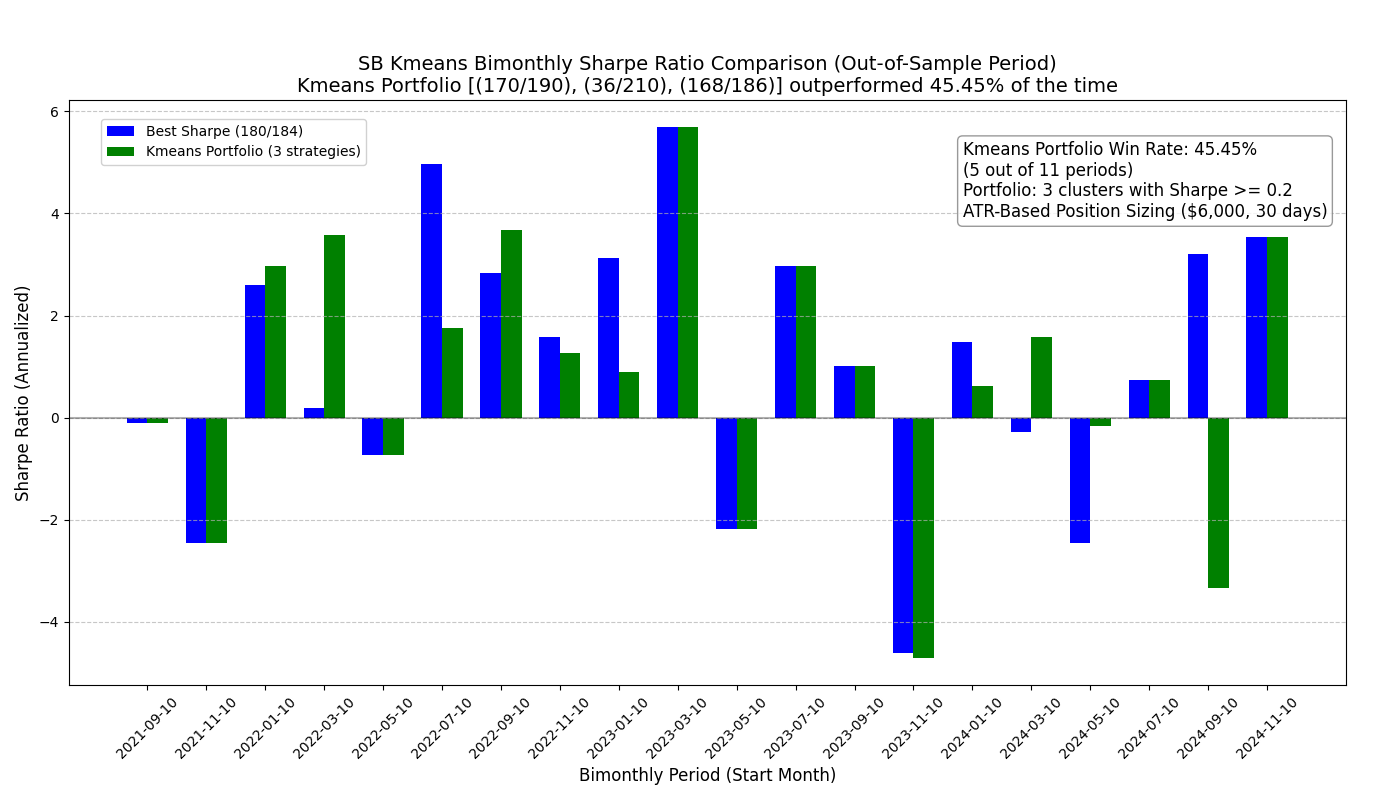 SB Kmeans Bimonthly Sharpe Ratio Comparison (Out-of-Sample Period)
Kmeans Portfolio [(170/190), (36/210), (168/186)] outperformed 45.45% of the time
Best Sharpe (180/184)
Kmeans Portfolio (3 strategies)
Kmeans Portfolio Win Rate: 45.45%
(5 out of 11 periods)
Portfolio: 3 clusters with Sharpe >= 0.2
ATR-Based Position Sizing ($6,000, 30 days)
Sharpe Ratio (Annualized)
6
4
2
0
−2
−4
2021-09-10
2021-11-10
2022-01-10
2022-03-10
2022-05-10
2022-07-10
2022-09-10
2022-11-10
2023-01-10
2023-03-10
2023-05-10
2023-07-10
2023-09-10
2023-11-10
2024-01-10
2024-03-10
2024-05-10
2024-07-10
2024-09-10
2024-11-10
Bimonthly Period (Start Month)